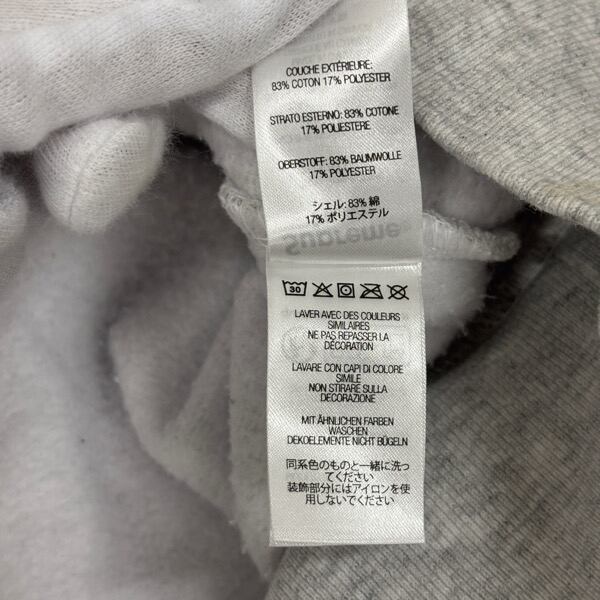 COUCHE EXTÉRIEURE:
83% COTON 17% POLYESTER
STRATO ESTERNO: 83% COTONE
17% POLIESTERE
OBERSTOFF: 83% BAUMWOLLE
17% POLYESTER
シェル: 83% 綿
17% ポリエステル
Supreme
30
LAVER AVEC DES COULEURS
SIMILAIRES
NE PAS REPASSER LA
DÉCORATION
LAVARE CON CAPI DI COLORE
SIMILE
NON STIRARE SULLA
DECORAZIONE
MIT ÄHNLICHEN FARBEN
WASCHEN
DEKOELEMENTE NICHT BÜGELN
同系色のものと一緒に洗っ
てください
装飾部分にはアイロンを使
用しないでください